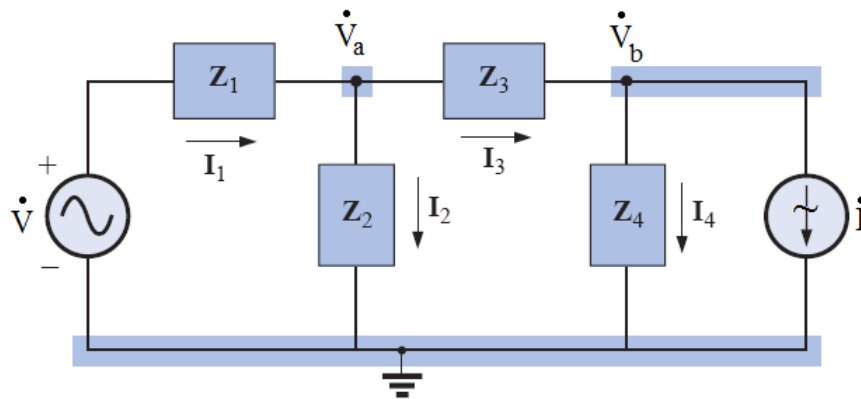 V̇a V̇b
Z1 Z3
I1 I3
+
V̇ Z2 I2 Z4 I4 ~ İ
−